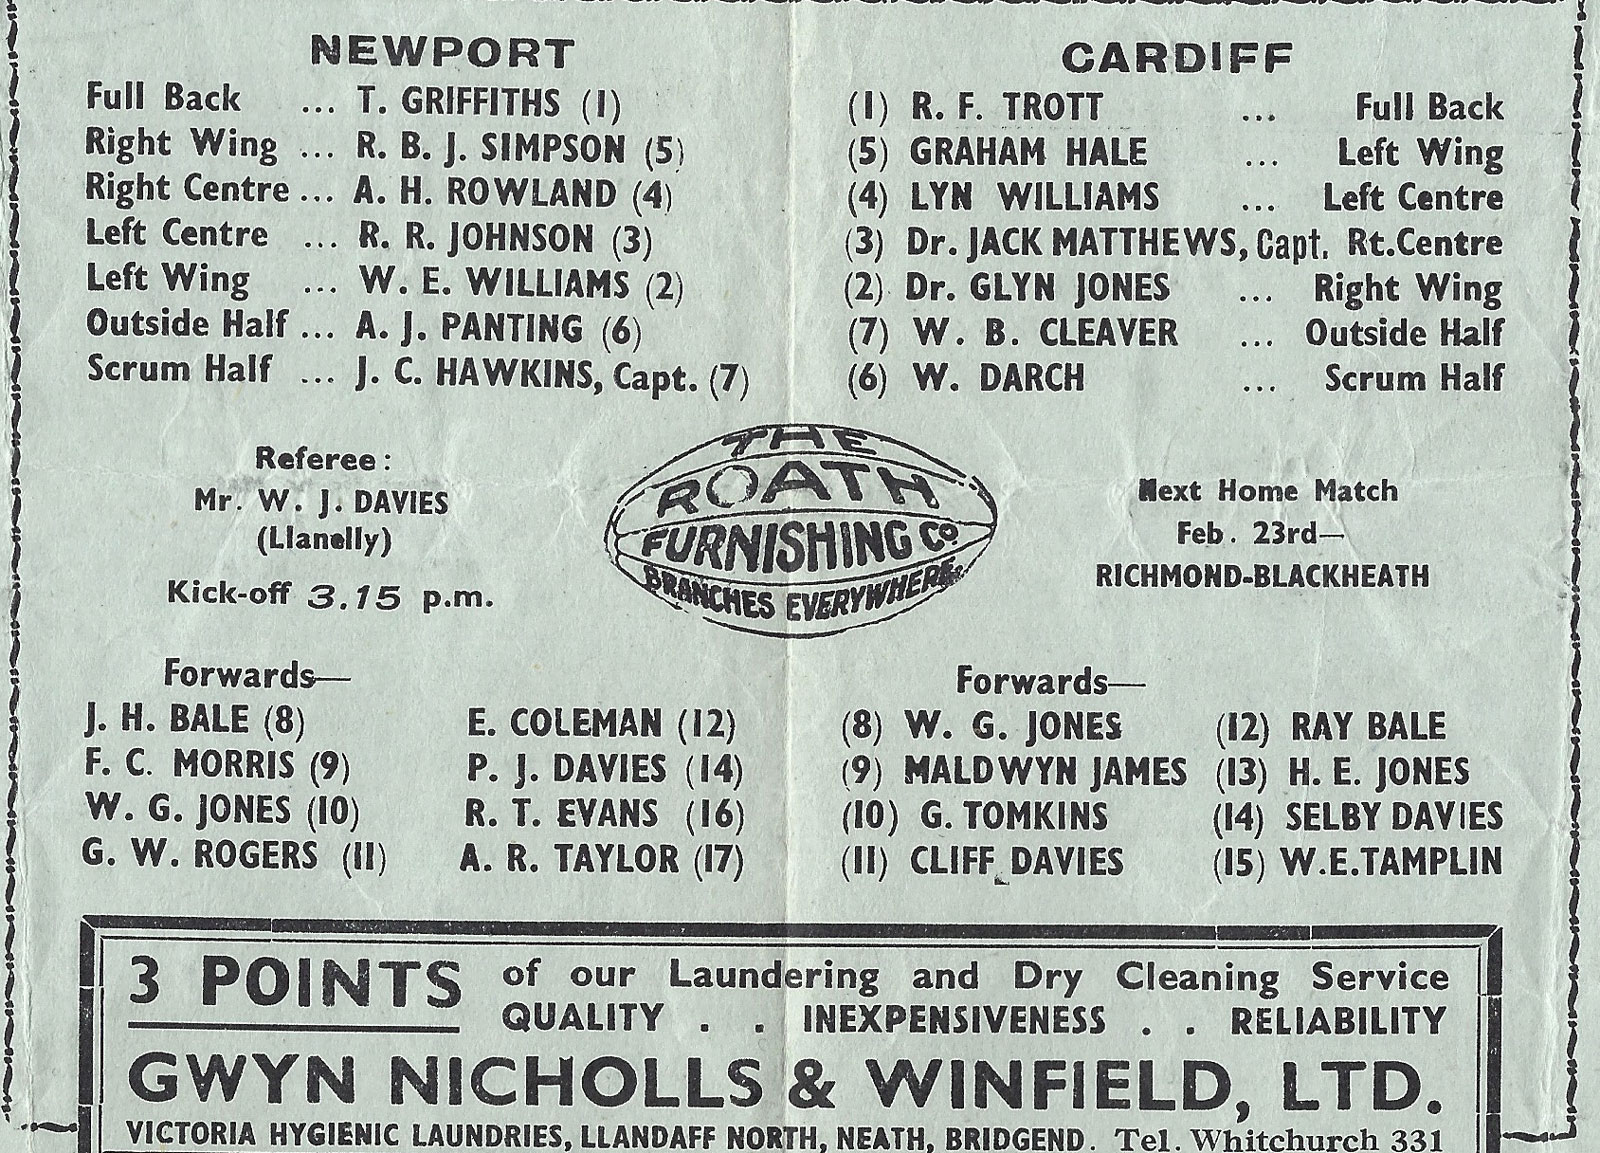 NEWPORT
Full Back ... T. GRIFFITHS (1)
Right Wing ... R. B. J. SIMPSON (5)
Right Centre ... A. H. ROWLAND (4)
Left Centre ... R. R. JOHNSON (3)
Left Wing ... W. E. WILLIAMS (2)
Outside Half ... A. J. PANTING (6)
Scrum Half ... J. C. HAWKINS, Capt. (7)
CARDIFF
(1) R. F. TROTT ... Full Back
(5) GRAHAM HALE ... Left Wing
(4) LYN WILLIAMS ... Left Centre
(3) Dr. JACK MATTHEWS, Capt. Rt. Centre
(2) Dr. GLYN JONES ... Right Wing
(7) W. B. CLEAVER ... Outside Half
(6) W. DARCH ... Scrum Half
Referee:
Mr. W. J. DAVIES
(Llanelly)
Kick-off 3.15 p.m.
THE
ROATH
FURNISHING Co.
BRANCHES EVERYWHERE.
Next Home Match
Feb. 23rd—
RICHMOND-BLACKHEATH
Forwards—
J. H. BALE (8) E. COLEMAN (12)
F. C. MORRIS (9) P. J. DAVIES (14)
W. G. JONES (10) R. T. EVANS (16)
G. W. ROGERS (11) A. R. TAYLOR (17)
Forwards—
(8) W. G. JONES (12) RAY BALE
(9) MALDWYN JAMES (13) H. E. JONES
(10) G. TOMKINS (14) SELBY DAVIES
(11) CLIFF DAVIES (15) W.E.TAMPLIN
3 POINTS of our Laundering and Dry Cleaning Service
QUALITY . . INEXPENSIVENESS . . RELIABILITY
GWYN NICHOLLS & WINFIELD, LTD.
VICTORIA HYGIENIC LAUNDRIES, LLANDAFF NORTH, NEATH, BRIDGEND. Tel. Whitchurch 331